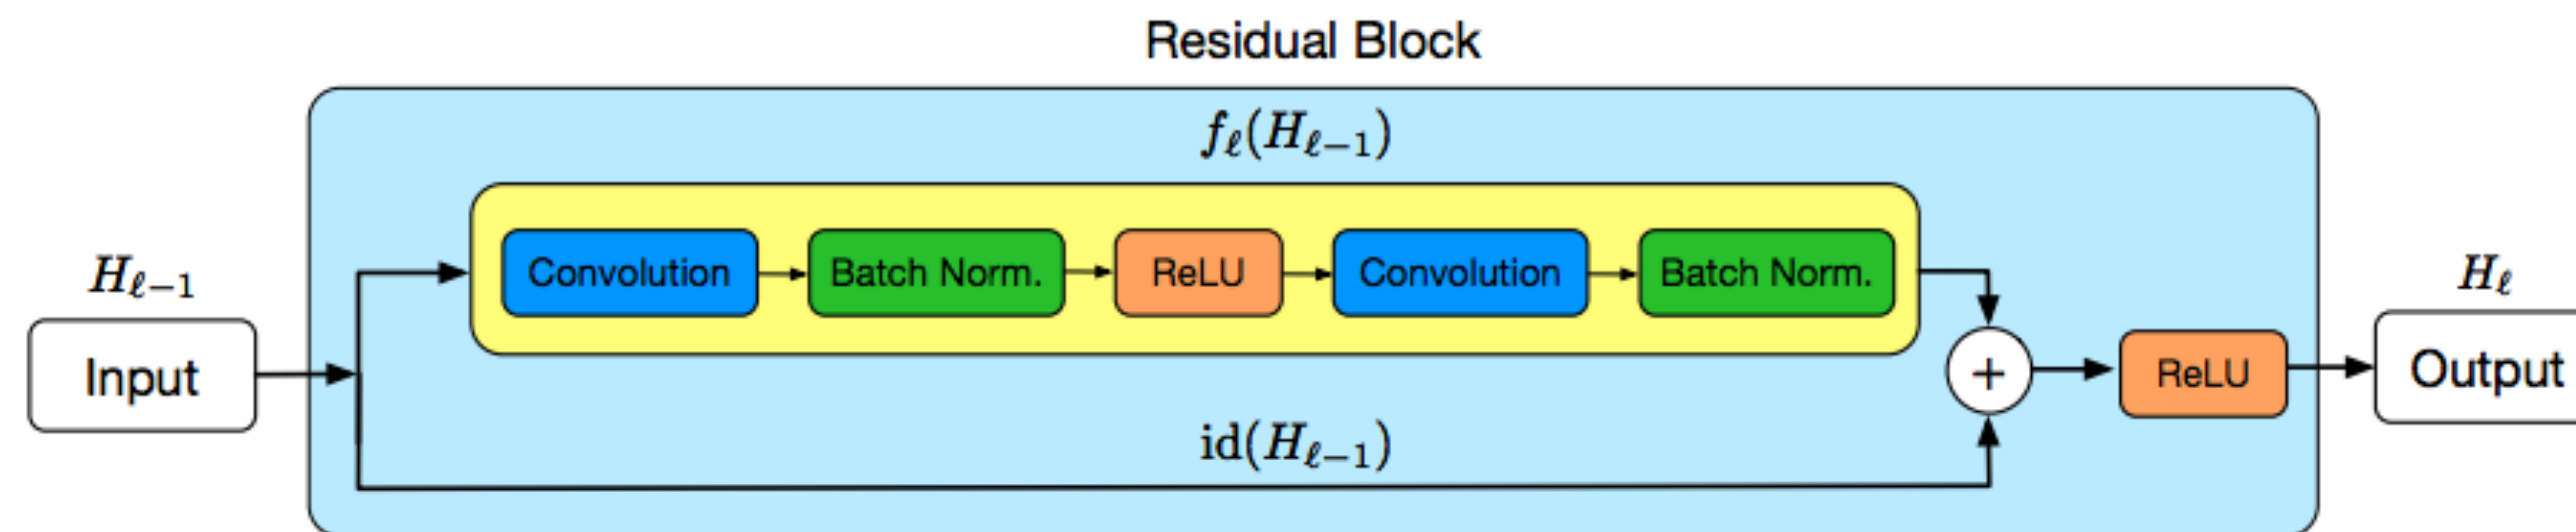 Residual Block
fℓ(Hℓ−1)
Hℓ−1
Input
Convolution
Batch Norm.
ReLU
Convolution
Batch Norm.
+
ReLU
id(Hℓ−1)
Hℓ
Output